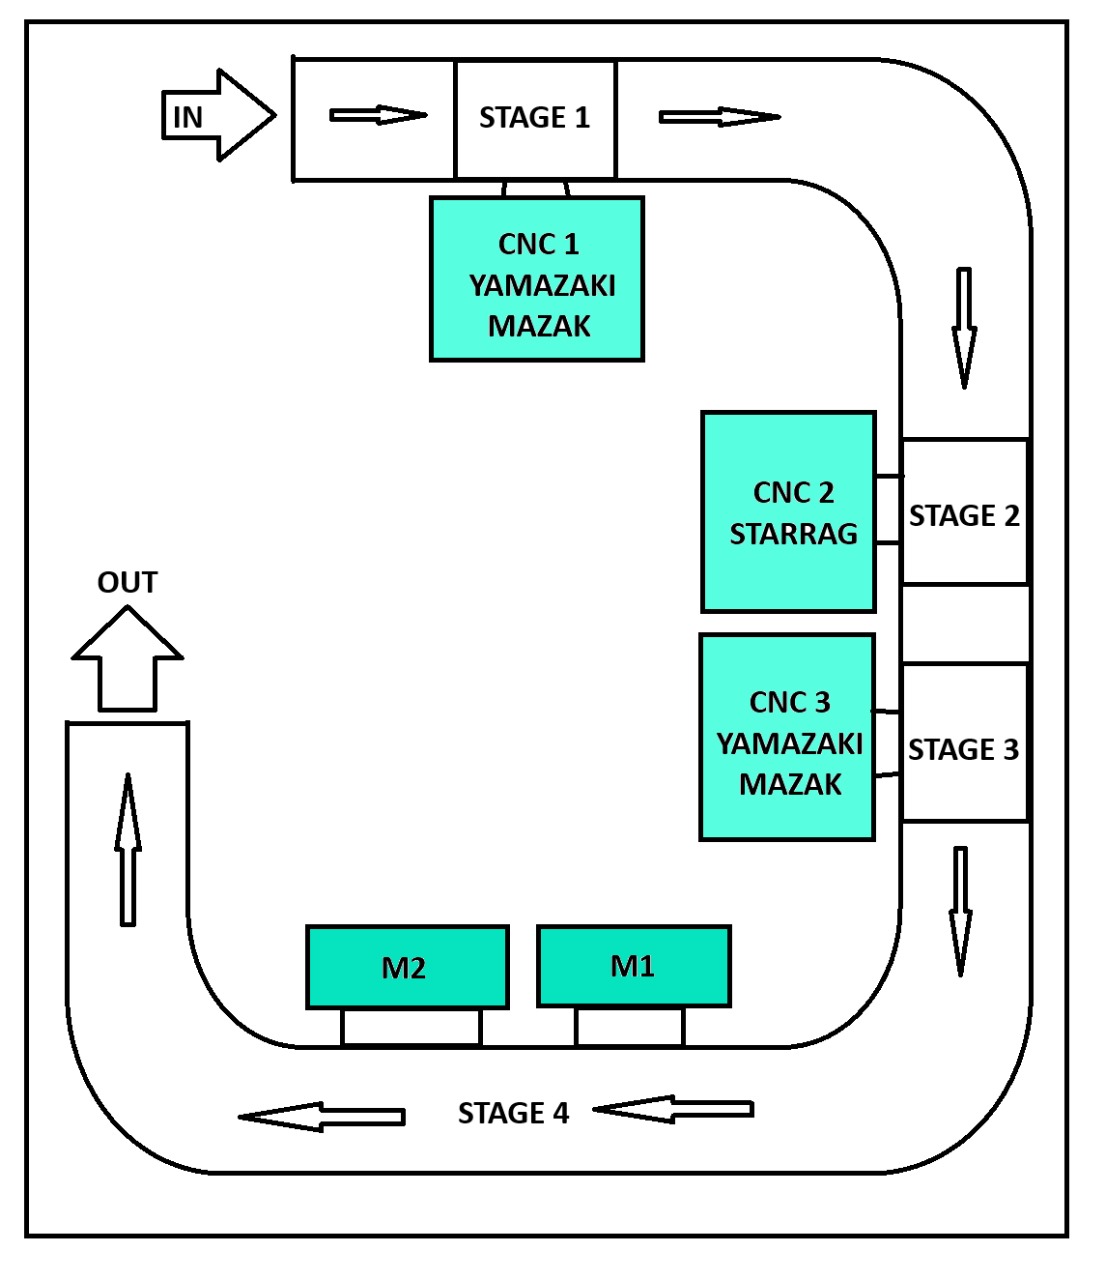 IN
STAGE 1
CNC 1
YAMAZAKI
MAZAK
CNC 2
STARRAG
STAGE 2
OUT
CNC 3
YAMAZAKI
MAZAK
STAGE 3
M2
M1
STAGE 4